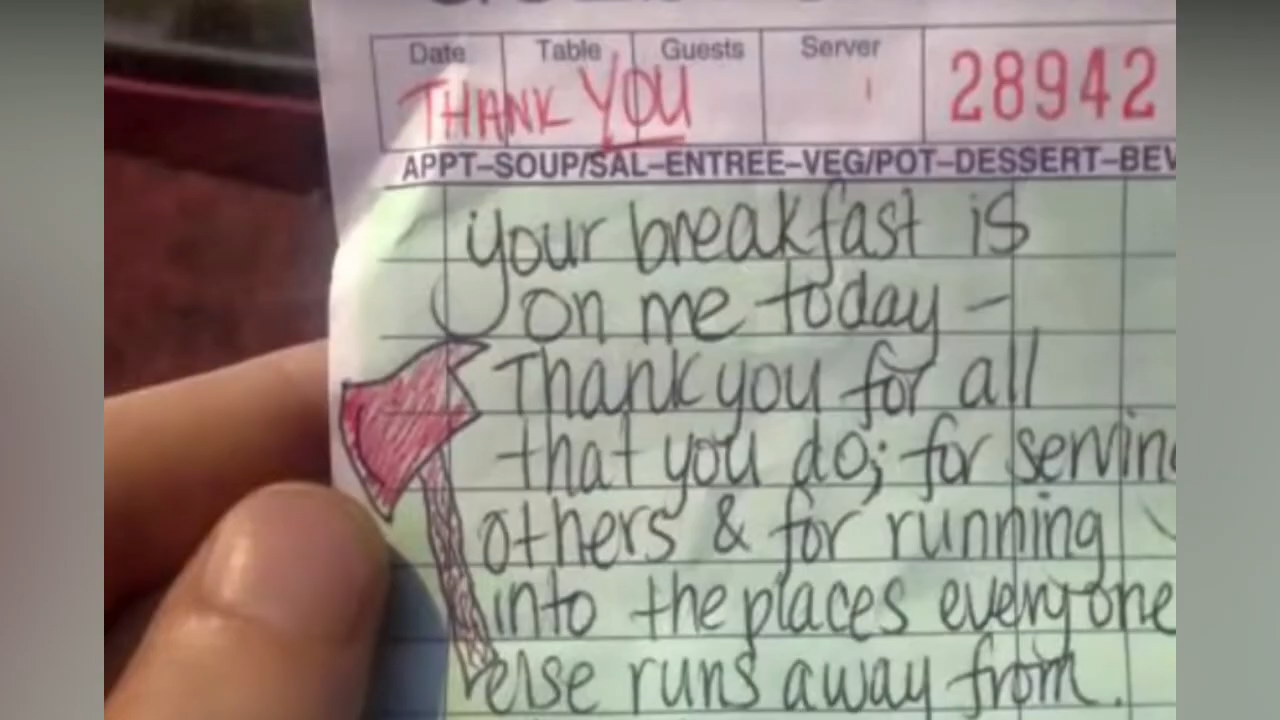 Date Table Guests Server
THANK YOU 28942
APPT-SOUP/SAL-ENTREE-VEG/POT-DESSERT-BEV
your breakfast is
on me today -
Thank you for all
that you do; for serving
others & for running
into the places everyone
else runs away from.